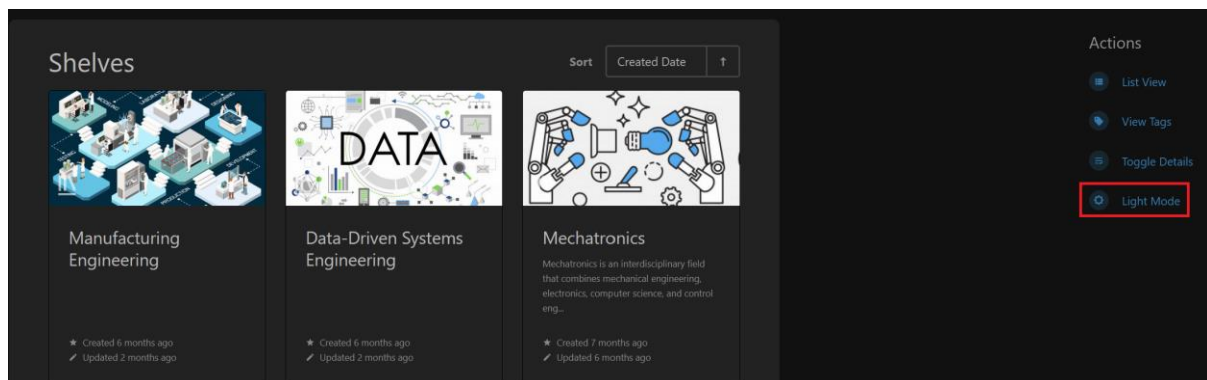 Shelves
Sort Created Date ↑
DATA
Manufacturing
Engineering
Created 6 months ago
Updated 2 months ago
Data-Driven Systems
Engineering
Created 6 months ago
Updated 2 months ago
Mechatronics
Mechatronics is an interdisciplinary field
that combines mechanical engineering,
electronics, computer science, and control
eng...
Created 7 months ago
Updated 6 months ago
Actions
List View
View Tags
Toggle Details
Light Mode